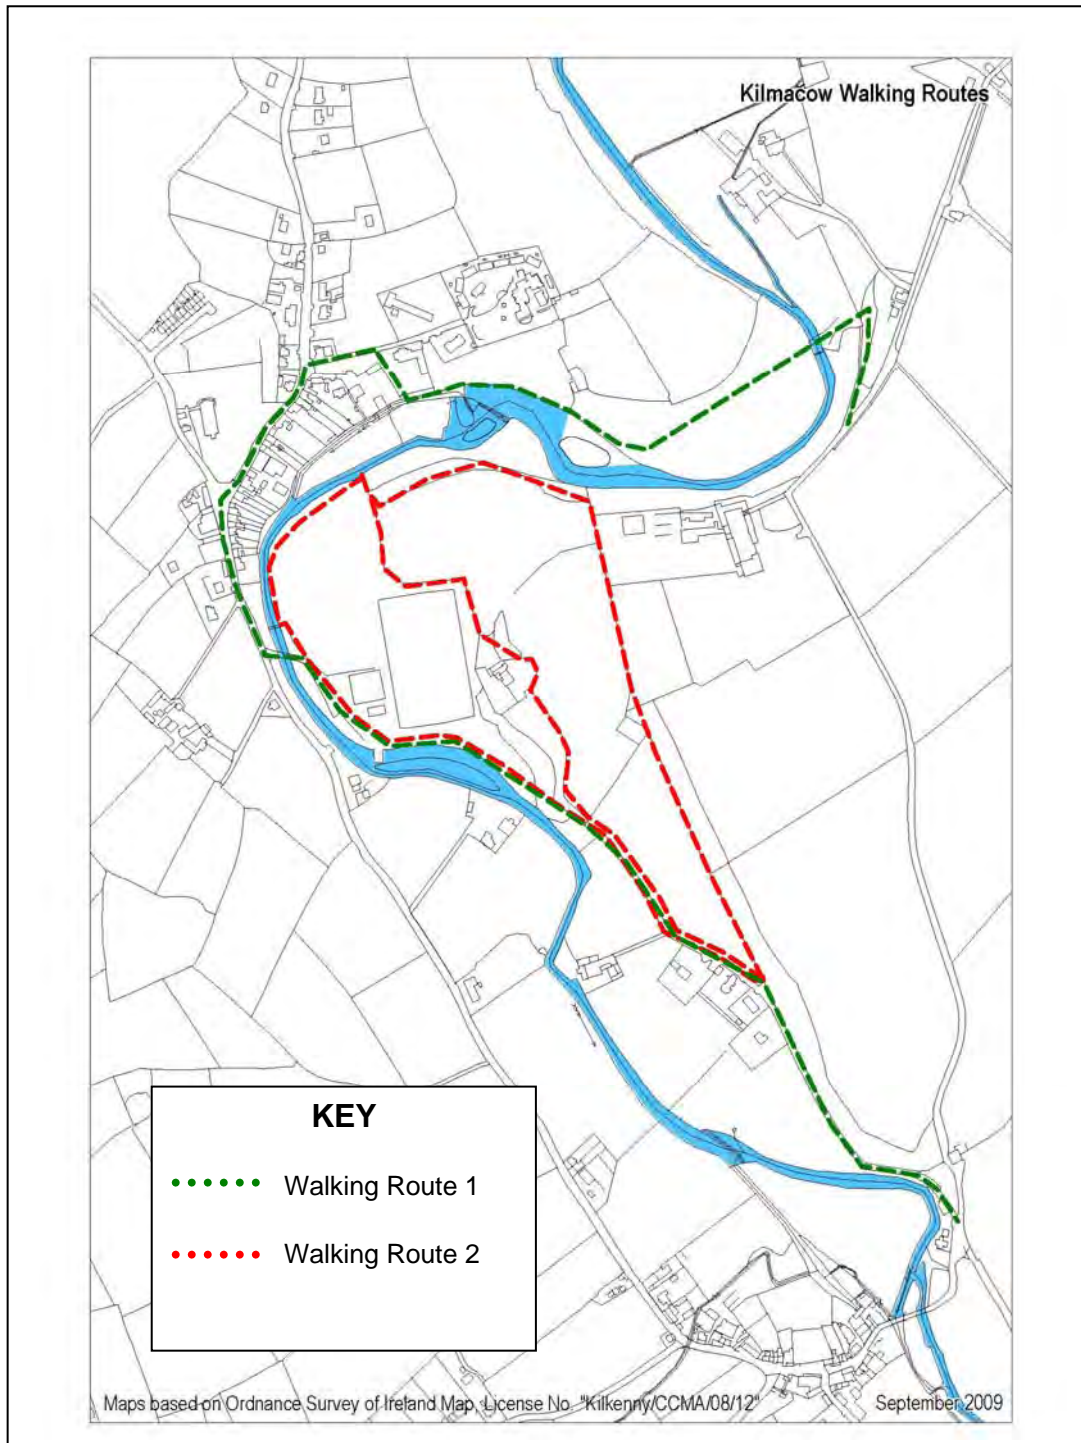 Kilmacow Walking Routes
KEY
Walking Route 1
Walking Route 2
Maps based on Ordnance Survey of Ireland Map, License No. "Kilkenny/CCMA/08/12"
September 2009